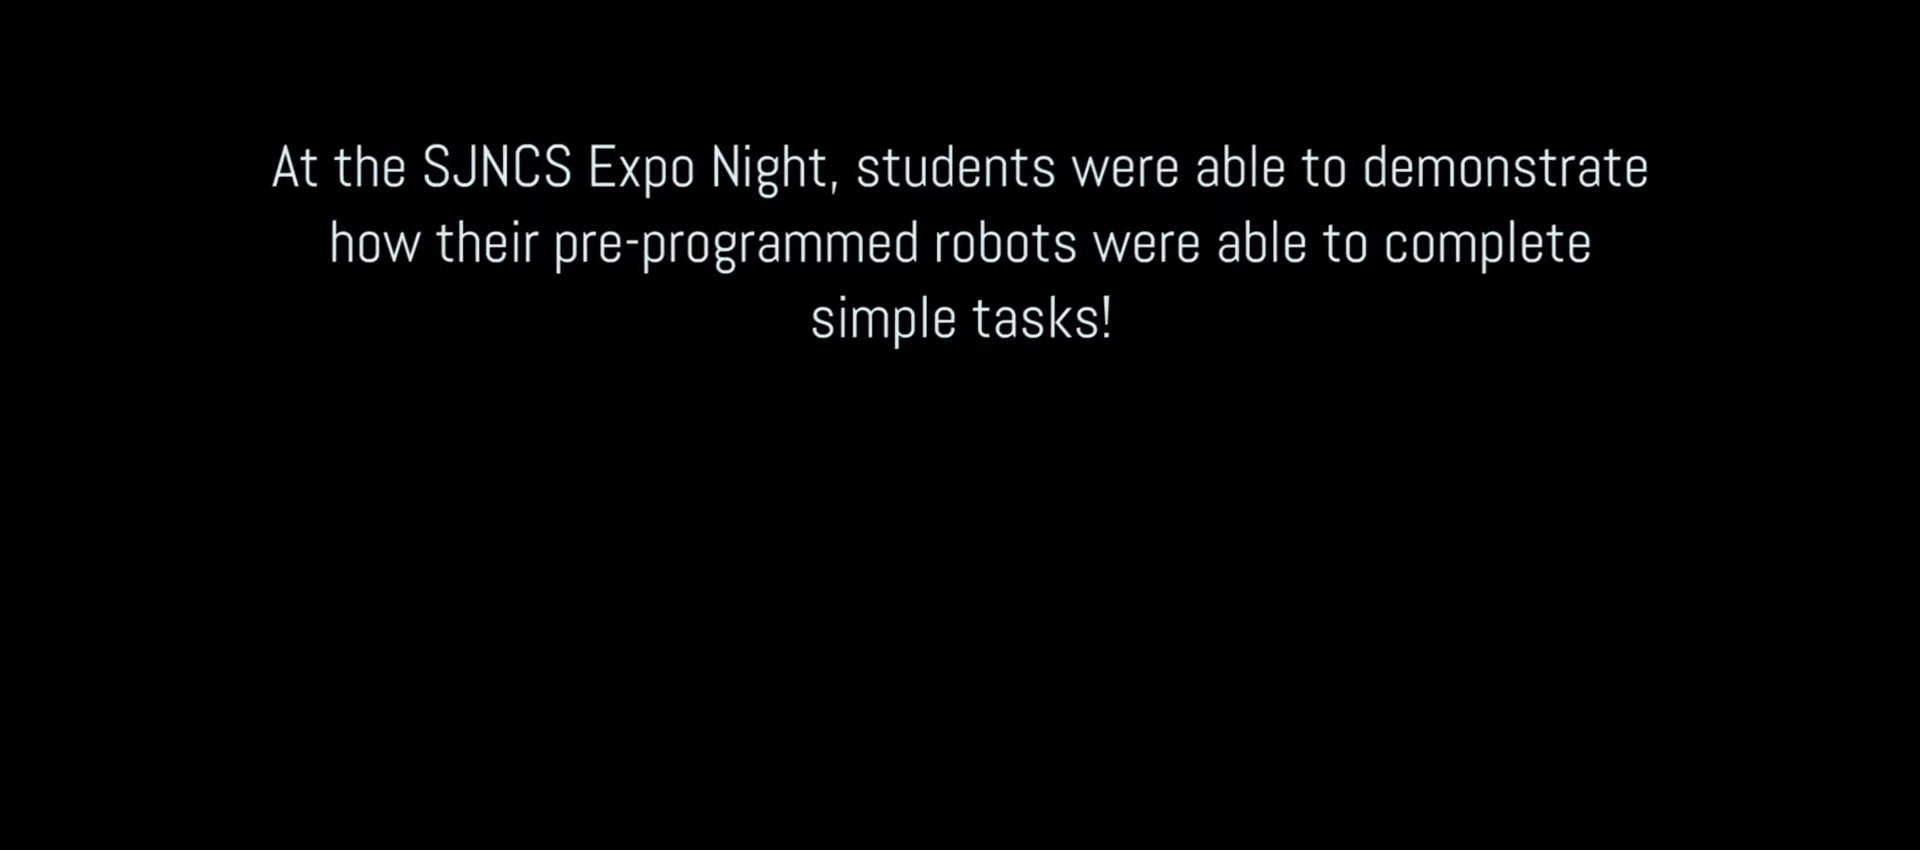 At the SJNCS Expo Night, students were able to demonstrate
how their pre-programmed robots were able to complete
simple tasks!